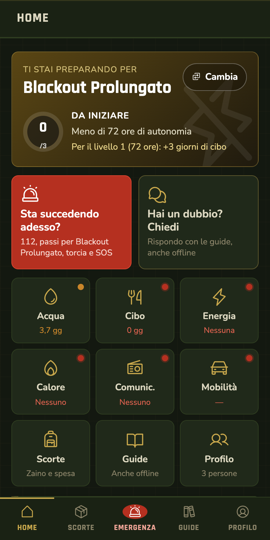 HOME
TI STAI PREPARANDO PER
Blackout Prolungato
Cambia
0
/3
DA INIZIARE
Meno di 72 ore di autonomia
Per il livello 1 (72 ore): +3 giorni di cibo
Sta succedendo
adesso?
112, passi per Blackout
Prolungato, torcia e SOS
Hai un dubbio?
Chiedi
Rispondo con le guide,
anche offline
Acqua
3,7 gg
Cibo
0 gg
Energia
Nessuna
Calore
Nessuno
Comunic.
Nessuno
Mobilità
—
Scorte
Zaino e spesa
Guide
Anche offline
Profilo
3 persone
HOME
SCORTE
EMERGENZA
GUIDE
PROFILO